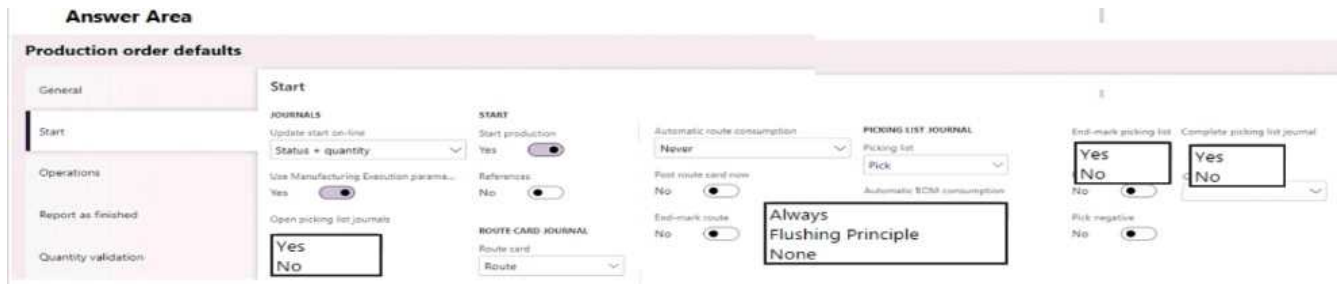 Answer Area
Production order defaults
General
Start
Operations
Report as finished
Quantity validation
Start
JOURNALS
Update start on-line
Status + quantity
Use Manufacturing Execution parame...
Yes
Open picking list journals
Yes
No
START
Start production
Yes
References
No
ROUTE CARD JOURNAL
Route card
Route
Automatic route consumption
Never
Post route card now
No
End-mark route
No
PICKING LIST JOURNAL
Picking list
Pick
Automatic BOM consumption
Always
Flushing Principle
None
End-mark picking list
Yes
No
No
Pick negative
No
Complete picking list journal
Yes
No